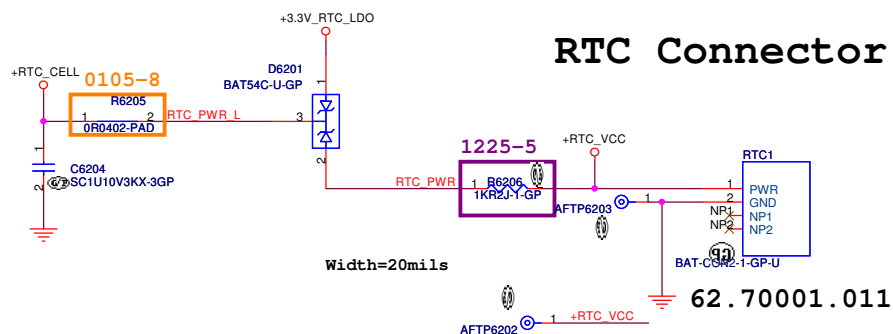 +3.3V_RTC_LDO
RTC Connector
+RTC_CELL
0105-8
D6201
BAT54C-U-GP
R6205
1
1 2 RTC_PWR_L 3
0R0402-PAD
1
C6204
SC1U10V3KX-3GP
2
2
1225-5
+RTC_VCC
RTC1
RTC_PWR 1 R6206 2
1KR2J-1-GP
1 PWR
2 GND
NP1 NP1
NP2 NP2
AFTP6203 1
BAT-CON2-1-GP-U
Width=20mils
62.70001.011
AFTP6202 1 +RTC_VCC